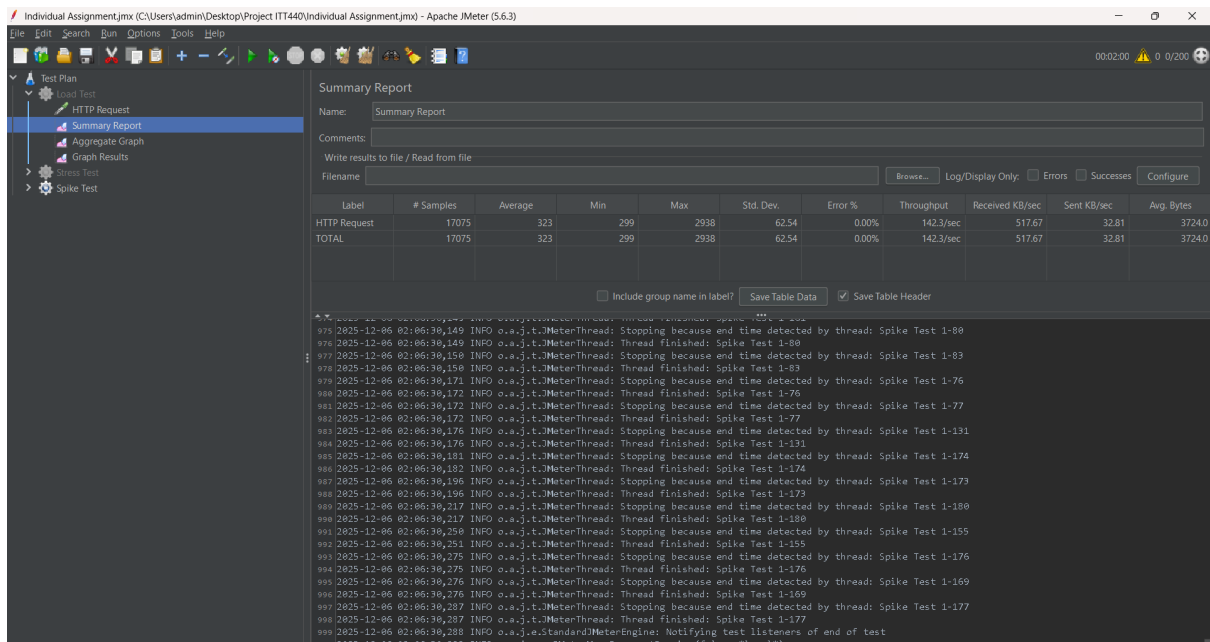 Individual Assignment.jmx (C:\Users\admin\Desktop\Project ITT440\Individual Assignment.jmx) - Apache JMeter (5.6.3)
File Edit Search Run Options Tools Help
00:02:00 0 0/200
Test Plan
Load Test
HTTP Request
Summary Report
Aggregate Graph
Graph Results
Stress Test
Spike Test
Summary Report
Name: Summary Report
Comments:
Write results to file / Read from file
Filename Browse... Log/Display Only: Errors Successes Configure
Label # Samples Average Min Max Std. Dev. Error % Throughput Received KB/sec Sent KB/sec Avg. Bytes
HTTP Request 17075 323 299 2938 62.54 0.00% 142.3/sec 517.67 32.81 3724.0
TOTAL 17075 323 299 2938 62.54 0.00% 142.3/sec 517.67 32.81 3724.0
Include group name in label? Save Table Data Save Table Header
975 2025-12-06 02:06:30,149 INFO o.a.j.t.JMeterThread: Stopping because end time detected by thread: Spike Test 1-80
976 2025-12-06 02:06:30,149 INFO o.a.j.t.JMeterThread: Thread finished: Spike Test 1-80
977 2025-12-06 02:06:30,150 INFO o.a.j.t.JMeterThread: Stopping because end time detected by thread: Spike Test 1-83
978 2025-12-06 02:06:30,150 INFO o.a.j.t.JMeterThread: Thread finished: Spike Test 1-83
979 2025-12-06 02:06:30,171 INFO o.a.j.t.JMeterThread: Stopping because end time detected by thread: Spike Test 1-76
980 2025-12-06 02:06:30,172 INFO o.a.j.t.JMeterThread: Thread finished: Spike Test 1-76
981 2025-12-06 02:06:30,172 INFO o.a.j.t.JMeterThread: Stopping because end time detected by thread: Spike Test 1-77
982 2025-12-06 02:06:30,172 INFO o.a.j.t.JMeterThread: Thread finished: Spike Test 1-77
983 2025-12-06 02:06:30,176 INFO o.a.j.t.JMeterThread: Stopping because end time detected by thread: Spike Test 1-131
984 2025-12-06 02:06:30,176 INFO o.a.j.t.JMeterThread: Thread finished: Spike Test 1-131
985 2025-12-06 02:06:30,181 INFO o.a.j.t.JMeterThread: Stopping because end time detected by thread: Spike Test 1-174
986 2025-12-06 02:06:30,182 INFO o.a.j.t.JMeterThread: Thread finished: Spike Test 1-174
987 2025-12-06 02:06:30,196 INFO o.a.j.t.JMeterThread: Stopping because end time detected by thread: Spike Test 1-173
988 2025-12-06 02:06:30,196 INFO o.a.j.t.JMeterThread: Thread finished: Spike Test 1-173
989 2025-12-06 02:06:30,217 INFO o.a.j.t.JMeterThread: Stopping because end time detected by thread: Spike Test 1-180
990 2025-12-06 02:06:30,217 INFO o.a.j.t.JMeterThread: Thread finished: Spike Test 1-180
991 2025-12-06 02:06:30,250 INFO o.a.j.t.JMeterThread: Stopping because end time detected by thread: Spike Test 1-155
992 2025-12-06 02:06:30,251 INFO o.a.j.t.JMeterThread: Thread finished: Spike Test 1-155
993 2025-12-06 02:06:30,275 INFO o.a.j.t.JMeterThread: Stopping because end time detected by thread: Spike Test 1-176
994 2025-12-06 02:06:30,275 INFO o.a.j.t.JMeterThread: Thread finished: Spike Test 1-176
995 2025-12-06 02:06:30,276 INFO o.a.j.t.JMeterThread: Stopping because end time detected by thread: Spike Test 1-169
996 2025-12-06 02:06:30,276 INFO o.a.j.t.JMeterThread: Thread finished: Spike Test 1-169
997 2025-12-06 02:06:30,287 INFO o.a.j.t.JMeterThread: Stopping because end time detected by thread: Spike Test 1-177
998 2025-12-06 02:06:30,287 INFO o.a.j.t.JMeterThread: Thread finished: Spike Test 1-177
999 2025-12-06 02:06:30,288 INFO o.a.j.e.StandardJMeterEngine: Notifying test listeners of end of test